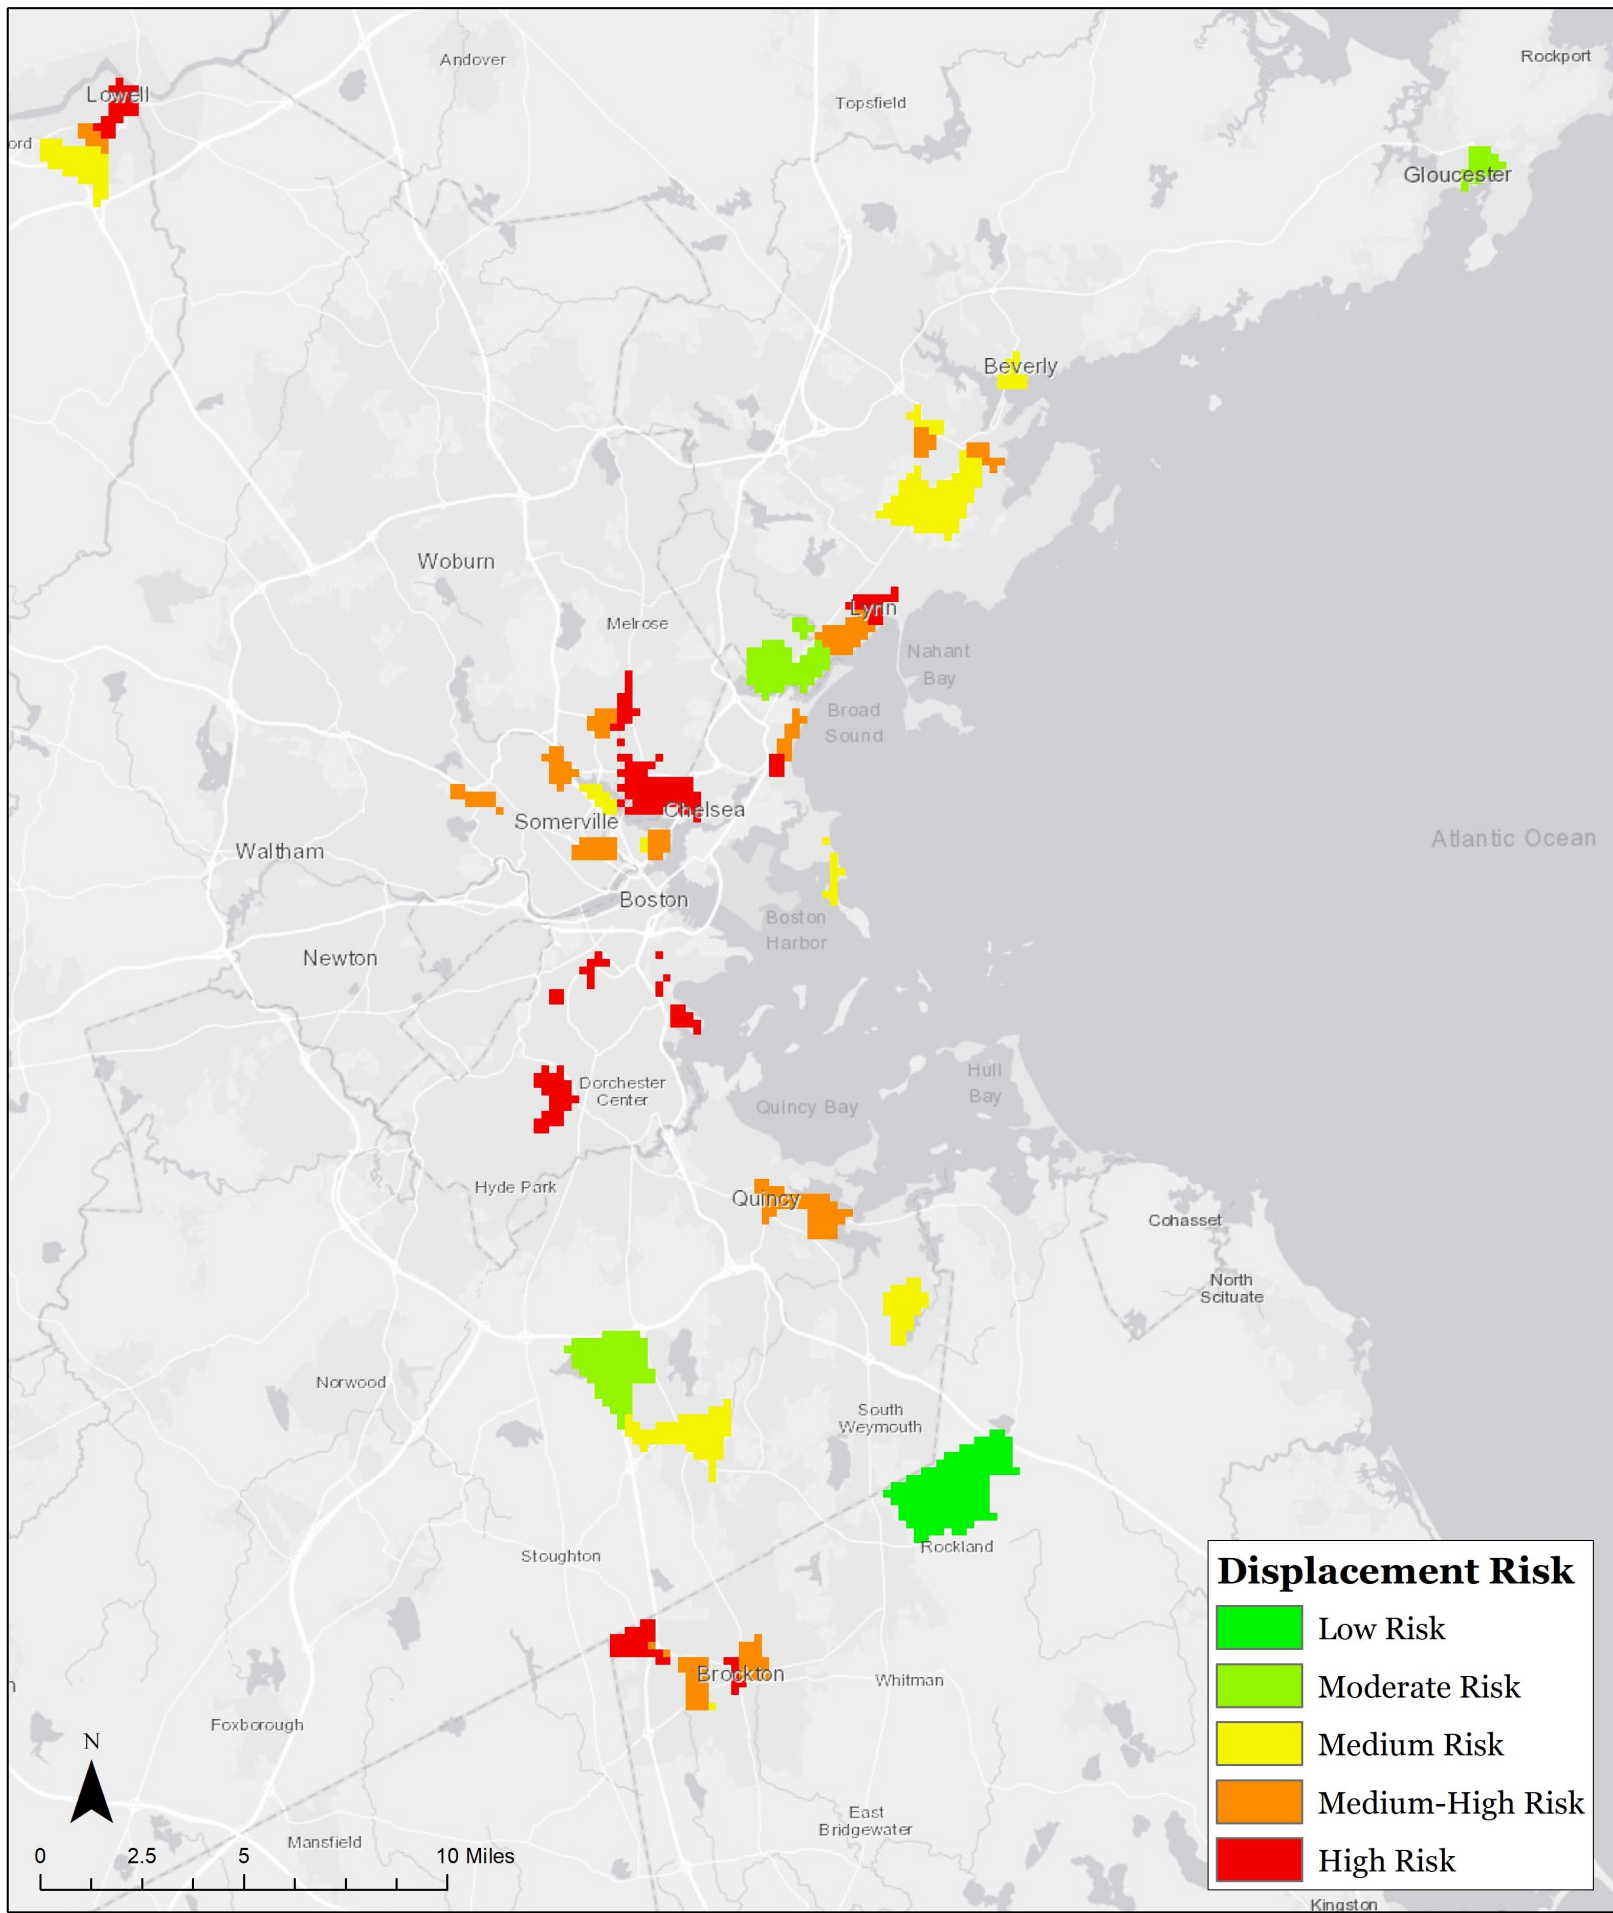 Andover
Rockport
Lowell
Topsfield
ord
Gloucester
Beverly
Woburn
Lynn
Melrose
Nahant
Bay
Broad
Sound
Chelsea
Somerville
Atlantic Ocean
Waltham
Boston
Boston
Harbor
Newton
Hull
Bay
Dorchester
Center
Quincy Bay
Hyde Park
Quincy
Cohasset
North
Scituate
Norwood
South
Weymouth
Rockland
Stoughton
Brockton
Whitman
n
Foxborough
East
Bridgewater
Mansfield
Kingston
N
0 2.5 5 10 Miles
Displacement Risk
Low Risk
Moderate Risk
Medium Risk
Medium-High Risk
High Risk